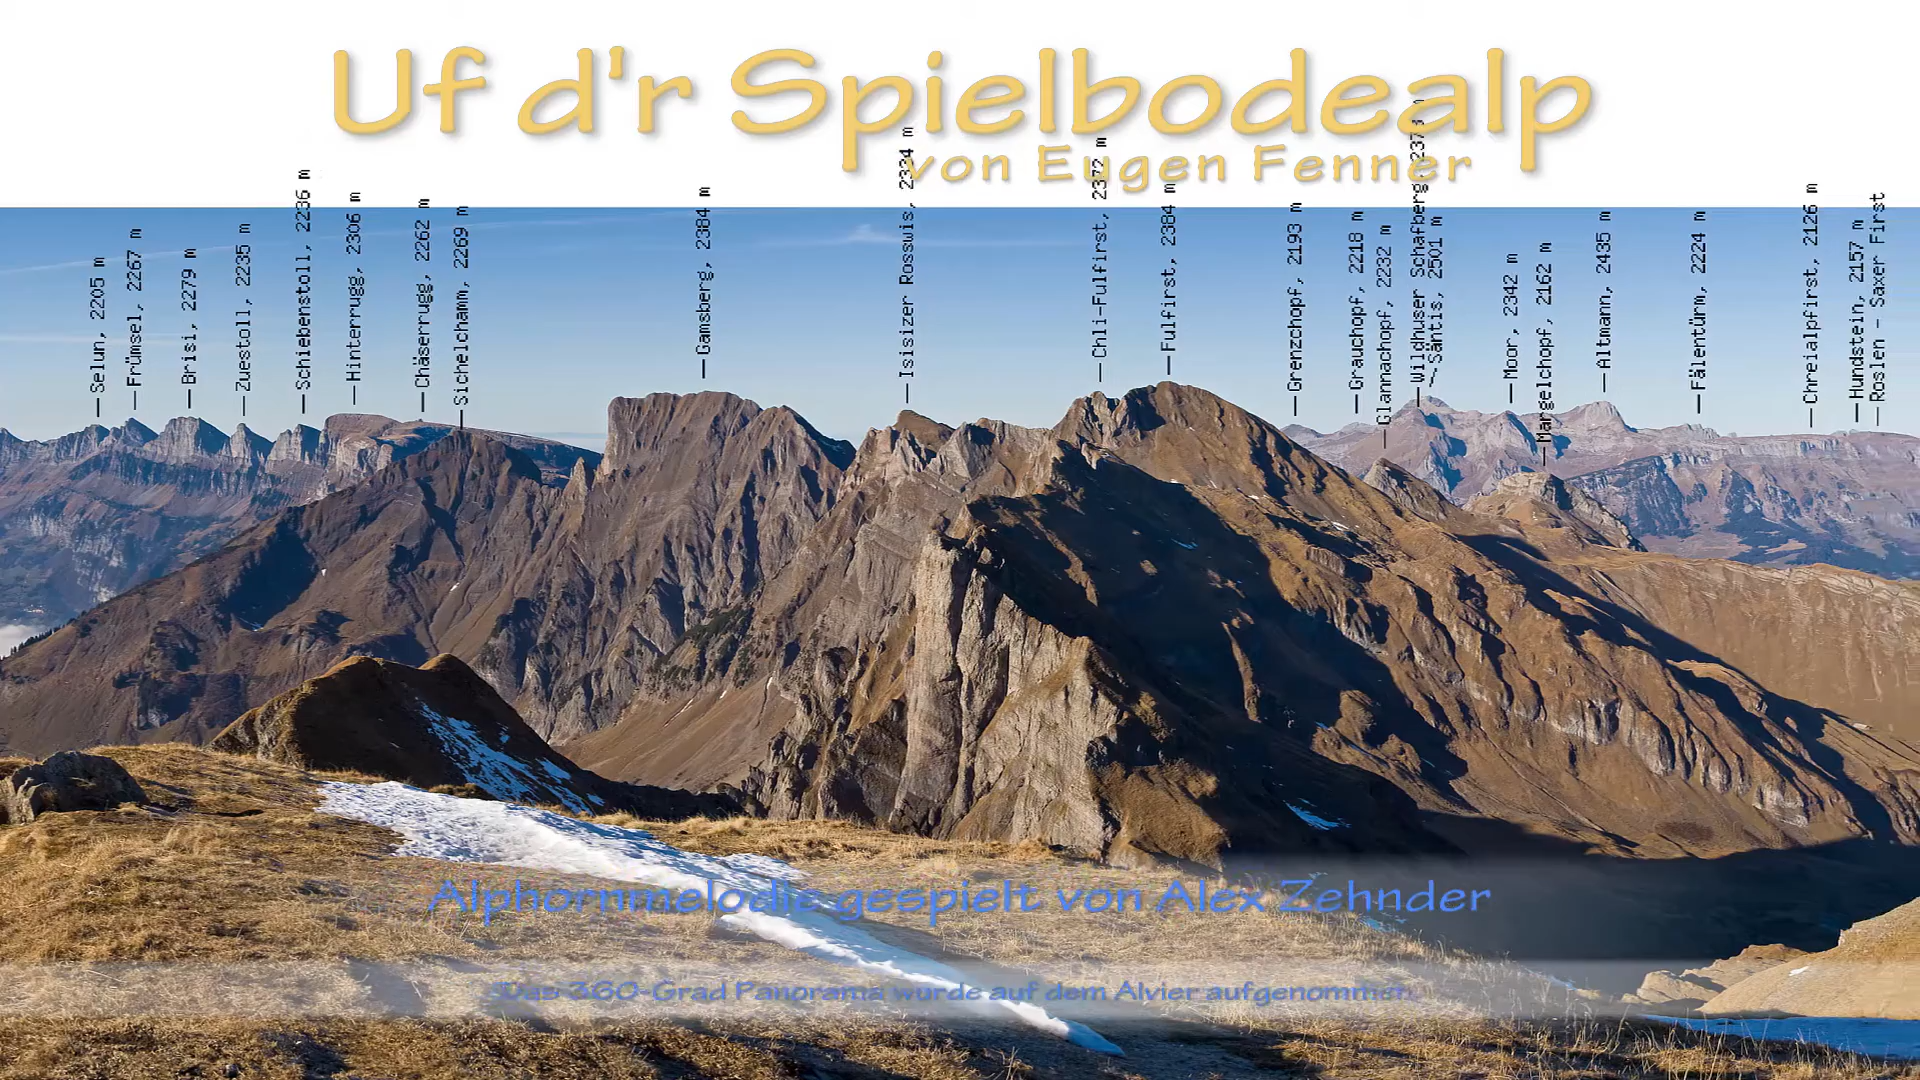 Uf d'r Spielbodealp
von Eugen Fenner
Selun, 2205 m
Frümsel, 2267 m
Brisi, 2279 m
Zuestoll, 2235 m
Schiebenstoll, 2236 m
Hinterrugg, 2306 m
Chäserrugg, 2262 m
Sichelchamm, 2269 m
Gamsberg, 2384 m
Isisizer Rosswis, 2334 m
Chli-Fulfirst, 2372 m
Fulfirst, 2384 m
Grenzchopf, 2193 m
Grauchopf, 2218 m
Glannachopf, 2232 m
Wildhuser Schafberg, 2373 m
Säntis, 2501 m
Moor, 2342 m
Margelchopf, 2162 m
Altmann, 2435 m
Fälentürm, 2224 m
Chreialpfirst, 2126 m
Hundstein, 2157 m
Roslen - Saxer First
Alphornmelodie gespielt von Alex Zehnder
Das 360-Grad Panorama wurde auf dem Alvier aufgenommen.